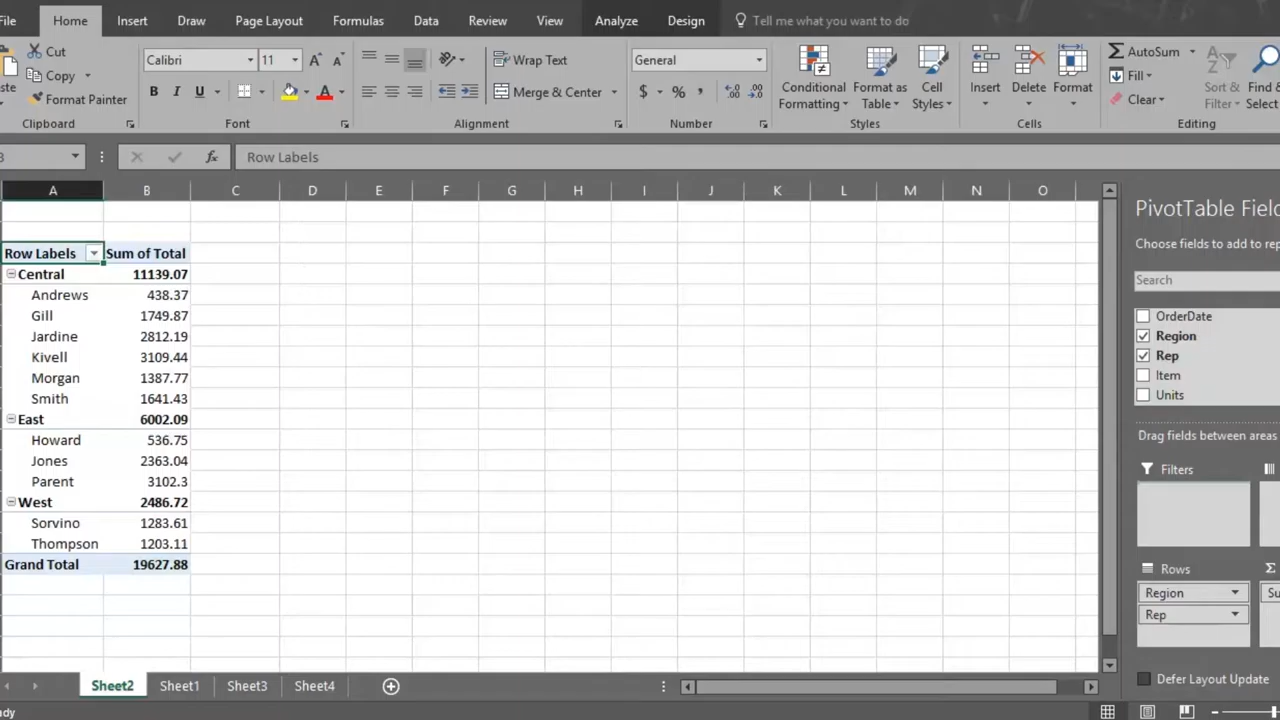 File Home Insert Draw Page Layout Formulas Data Review View Analyze Design Tell me what you want to do
Cut
Copy
Format Painter
Clipboard
Calibri 11
B I U
Font
Wrap Text
Merge & Center
Alignment
General
$ % ,
Number
Conditional Formatting
Format as Table
Cell Styles
Styles
Insert Delete Format
Cells
AutoSum
Fill
Clear
Sort & Filter
Find & Select
Editing
fx Row Labels
A B C D E F G H I J K L M N O
Row Labels Sum of Total
Central 11139.07
Andrews 438.37
Gill 1749.87
Jardine 2812.19
Kivell 3109.44
Morgan 1387.77
Smith 1641.43
East 6002.09
Howard 536.75
Jones 2363.04
Parent 3102.3
West 2486.72
Sorvino 1283.61
Thompson 1203.11
Grand Total 19627.88
PivotTable Field
Choose fields to add to rep
Search
OrderDate
Region
Rep
Item
Units
Drag fields between areas
Filters
Rows Σ
Region
Rep
Su
Defer Layout Update
Sheet2 Sheet1 Sheet3 Sheet4